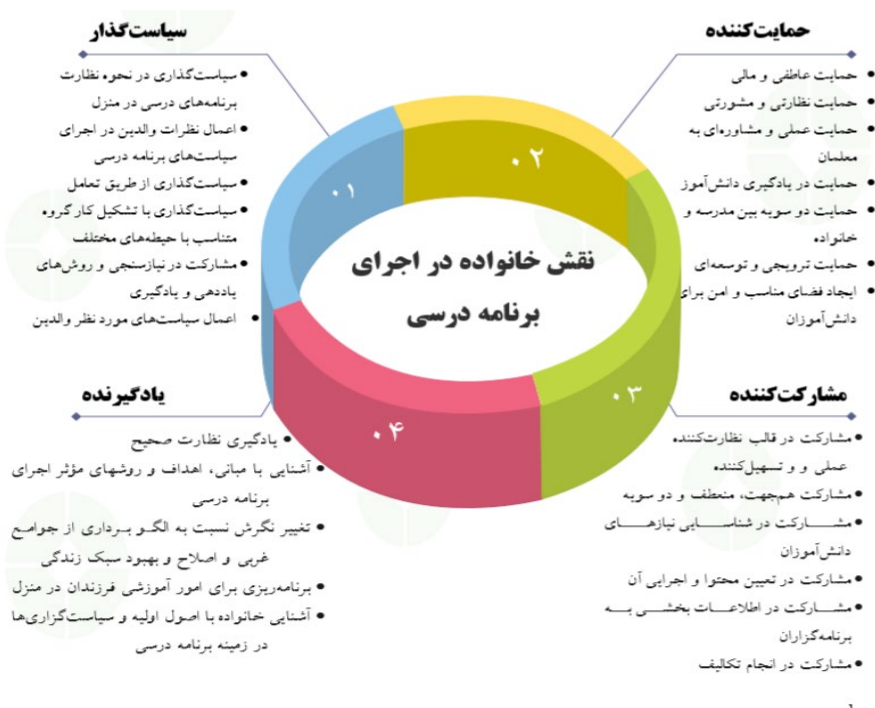 حمایت‌کننده
• حمایت عاطفی و مالی
• حمایت نظارتی و مشورتی
• حمایت عملی و مشاوره‌ای به
معلمان
• حمایت در یادگیری دانش‌آموز
• حمایت دو سویه بین مدرسه و
خانواده
• حمایت ترویجی و توسعه‌ای
• ایجاد فضای مناسب و امن برای
دانش‌آموزان
سیاست‌گذار
• سیاست‌گذاری در نحوه نظارت
برنامه‌های درسی در منزل
• اعمال نظرات والدین در اجرای
سیاست‌های برنامه درسی
• سیاست‌گذاری از طریق تعامل
• سیاست‌گذاری با تشکیل کارگروه
متناسب با حیطه‌های مختلف
• مشارکت در نیازسنجی و روش‌های
یاددهی و یادگیری
• اعمال سیاست‌های مورد نظر والدین
۰۱
۰۲
نقش خانواده در اجرای
برنامه درسی
۰۳
۰۴
مشارکت‌کننده
• مشارکت در قالب نظارت‌کننده
عملی و و تسهیل‌کننده
• مشارکت هم‌جهت، منعطف و دو سویه
• مشارکت در شناسایی نیازهای
دانش‌آموزان
• مشارکت در تعیین محتوا و اجرایی آن
• مشارکت در اطلاعات بخشی به
برنامه‌گزاران
• مشارکت در انجام تکالیف
یادگیرنده
• یادگیری نظارت صحیح
• آشنایی با مبانی، اهداف و روشهای مؤثر اجرای
برنامه درسی
• تغییر نگرش نسبت به الگو برداری از جوامع
غربی و اصلاح و بهبود سبک زندگی
• برنامه‌ریزی برای امور آموزشی فرزندان در منزل
• آشنایی خانواده با اصول اولیه و سیاست‌گزاری‌ها
در زمینه برنامه درسی